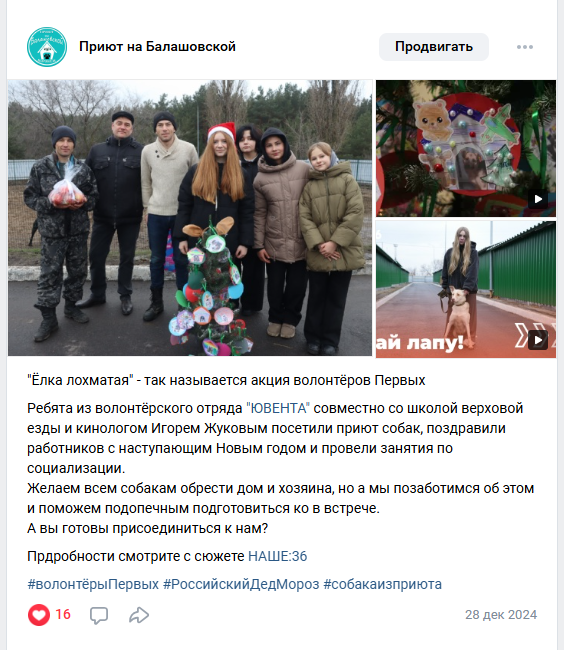 Приют на Балашовской
Продвигать
ай лапу!
"Ёлка лохматая" - так называется акция волонтёров Первых
Ребята из волонтёрского отряда "ЮВЕНТА" совместно со школой верховой
езды и кинологом Игорем Жуковым посетили приют собак, поздравили
работников с наступающим Новым годом и провели занятия по
социализации.
Желаем всем собакам обрести дом и хозяина, но а мы позаботимся об этом
и поможем подопечным подготовиться ко в встрече.
А вы готовы присоединиться к нам?
Прдробности смотрите с сюжете НАШЕ:36
#волонтёрыПервых #РоссийскийДедМороз #собакаизприюта
16
28 дек 2024